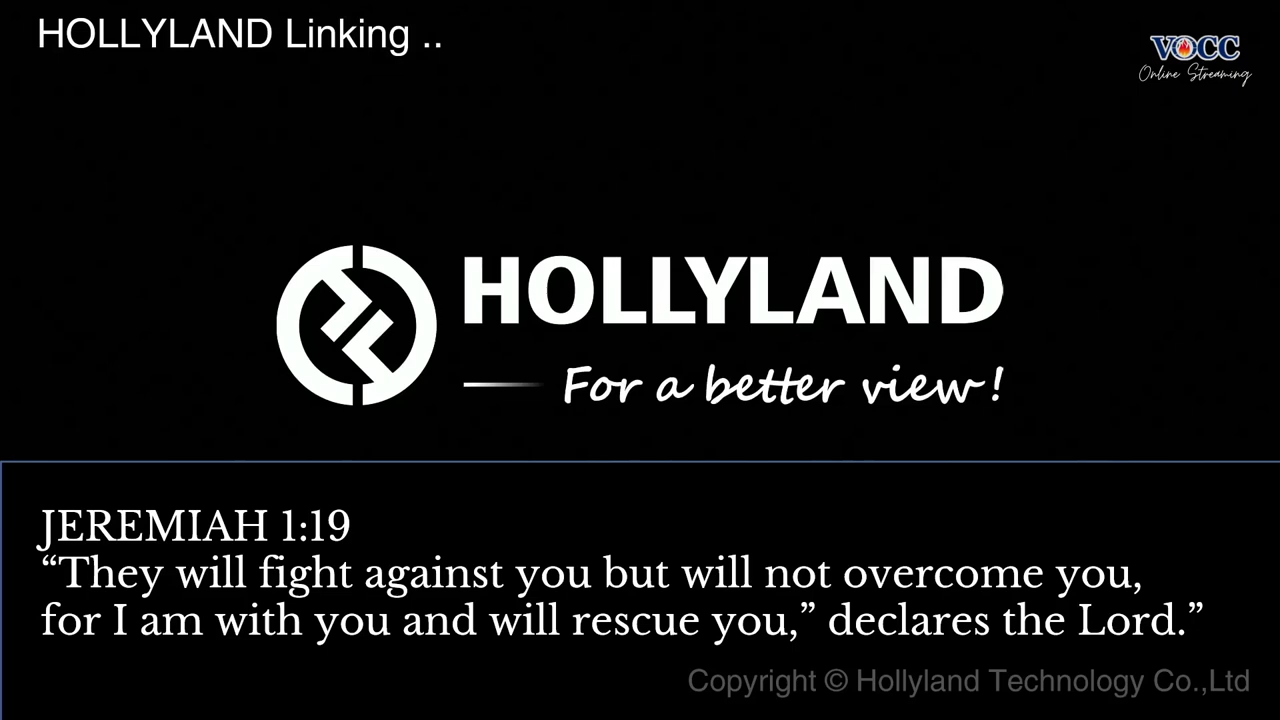 HOLLYLAND Linking ..
VOCC
Online Streaming
HOLLYLAND
For a better view!
JEREMIAH 1:19
“They will fight against you but will not overcome you,
for I am with you and will rescue you,” declares the Lord.”
Copyright © Hollyland Technology Co.,Ltd